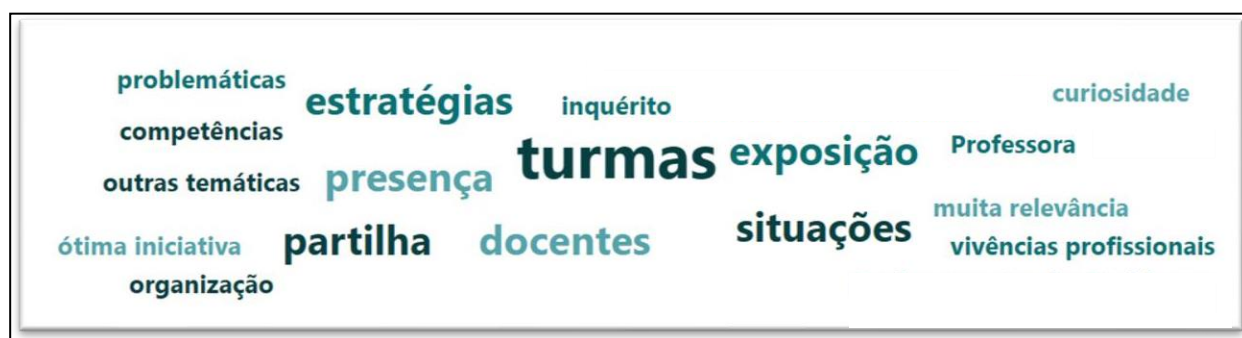 problemáticas
estratégias
inquérito
curiosidade
competências
turmas
exposição
Professora
outras temáticas
presença
muita relevância
ótima iniciativa
partilha
docentes
situações
vivências profissionais
organização